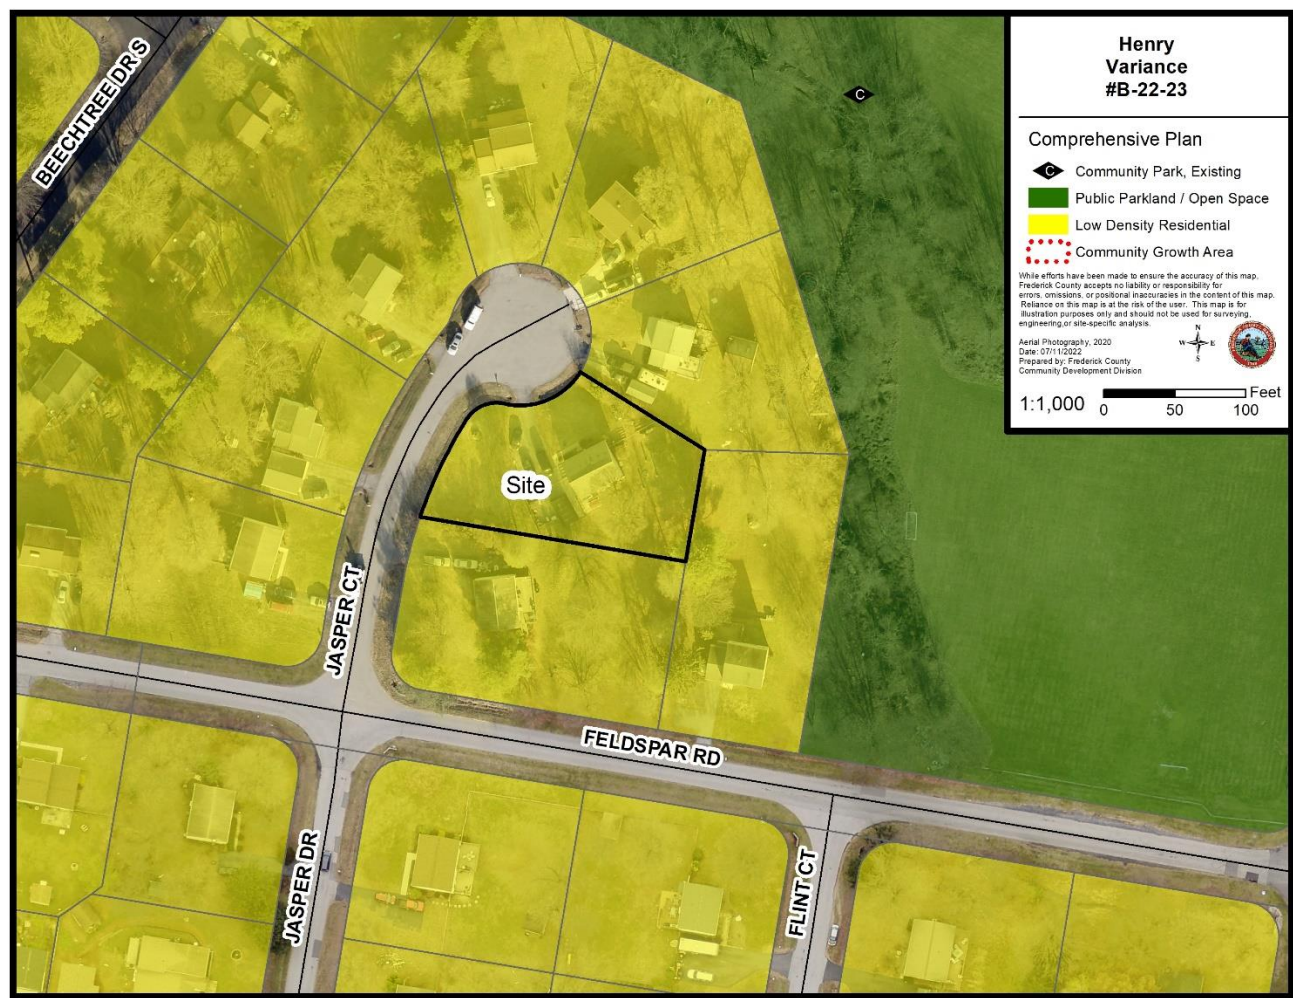 Henry
Variance
#B-22-23
Comprehensive Plan
C Community Park, Existing
Public Parkland / Open Space
Low Density Residential
Community Growth Area
While efforts have been made to ensure the accuracy of this map,
Frederick County accepts no liability or responsibility for
errors, omissions, or positional inaccuracies in the content of this map.
Reliance on this map is at the risk of the user. This map is for
illustration purposes only and should not be used for surveying,
engineering,or site-specific analysis.
Aerial Photography, 2020
Date: 07/11/2022
Prepared by: Frederick County
Community Development Division
N
W E
S
1:1,000
Feet
0 50 100
BEECHTREE DR S
C
Site
JASPER CT
FELDSPAR RD
JASPER DR
FLINT CT